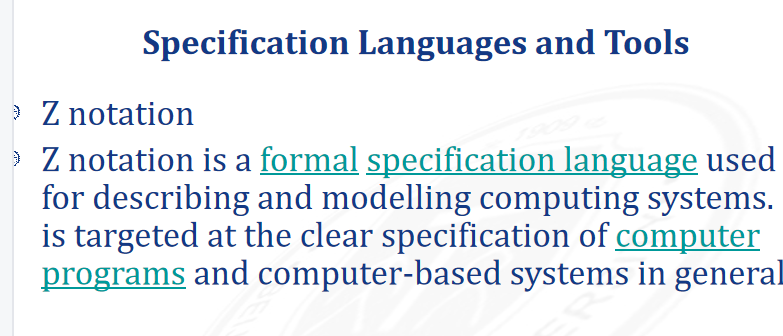 Specification Languages and Tools
Z notation
Z notation is a formal specification language used
for describing and modelling computing systems.
is targeted at the clear specification of computer
programs and computer-based systems in general